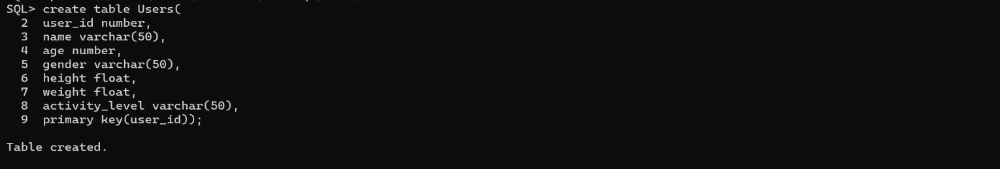 SQL> create table Users(
  2  user_id number,
  3  name varchar(50),
  4  age number,
  5  gender varchar(50),
  6  height float,
  7  weight float,
  8  activity_level varchar(50),
  9  primary key(user_id));
Table created.